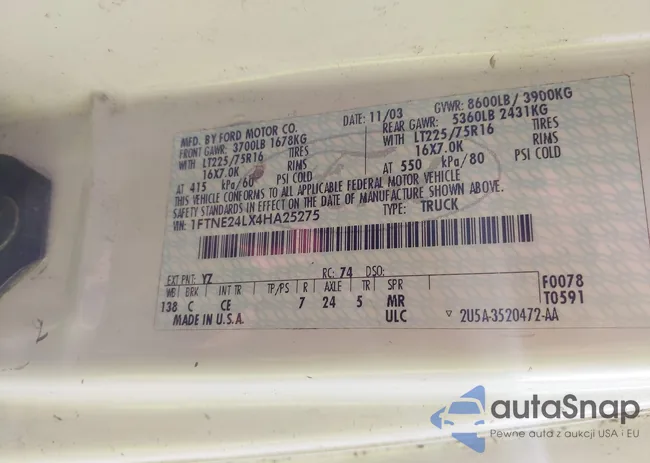 MFD. BY FORD MOTOR CO.
DATE: 11/03 GVWR: 8600LB/ 3900KG
FRONT GAWR: 3700LB 1678KG REAR GAWR: 5360LB 2431KG
WITH LT225/75R16 TIRES WITH LT225/75R16 TIRES
16X7.0K RIMS 16X7.0K RIMS
AT 415 kPa/60 PSI COLD AT 550 kPa/80 PSI COLD
THIS VEHICLE CONFORMS TO ALL APPLICABLE FEDERAL MOTOR VEHICLE
SAFETY STANDARDS IN EFFECT ON THE DATE OF MANUFACTURE SHOWN ABOVE.
VIN: 1FTNE24LX4HA25275 TYPE: TRUCK
EXT PNT: YZ RC: 74 DSO:
WB BRK INT TR TP/PS R AXLE TR SPR F0078
138 C CE 7 24 5 MR T0591
MADE IN U.S.A. ULC ▽ 2U5A-3520472-AA
autaSnap
Pewne auta z aukcji USA i EU